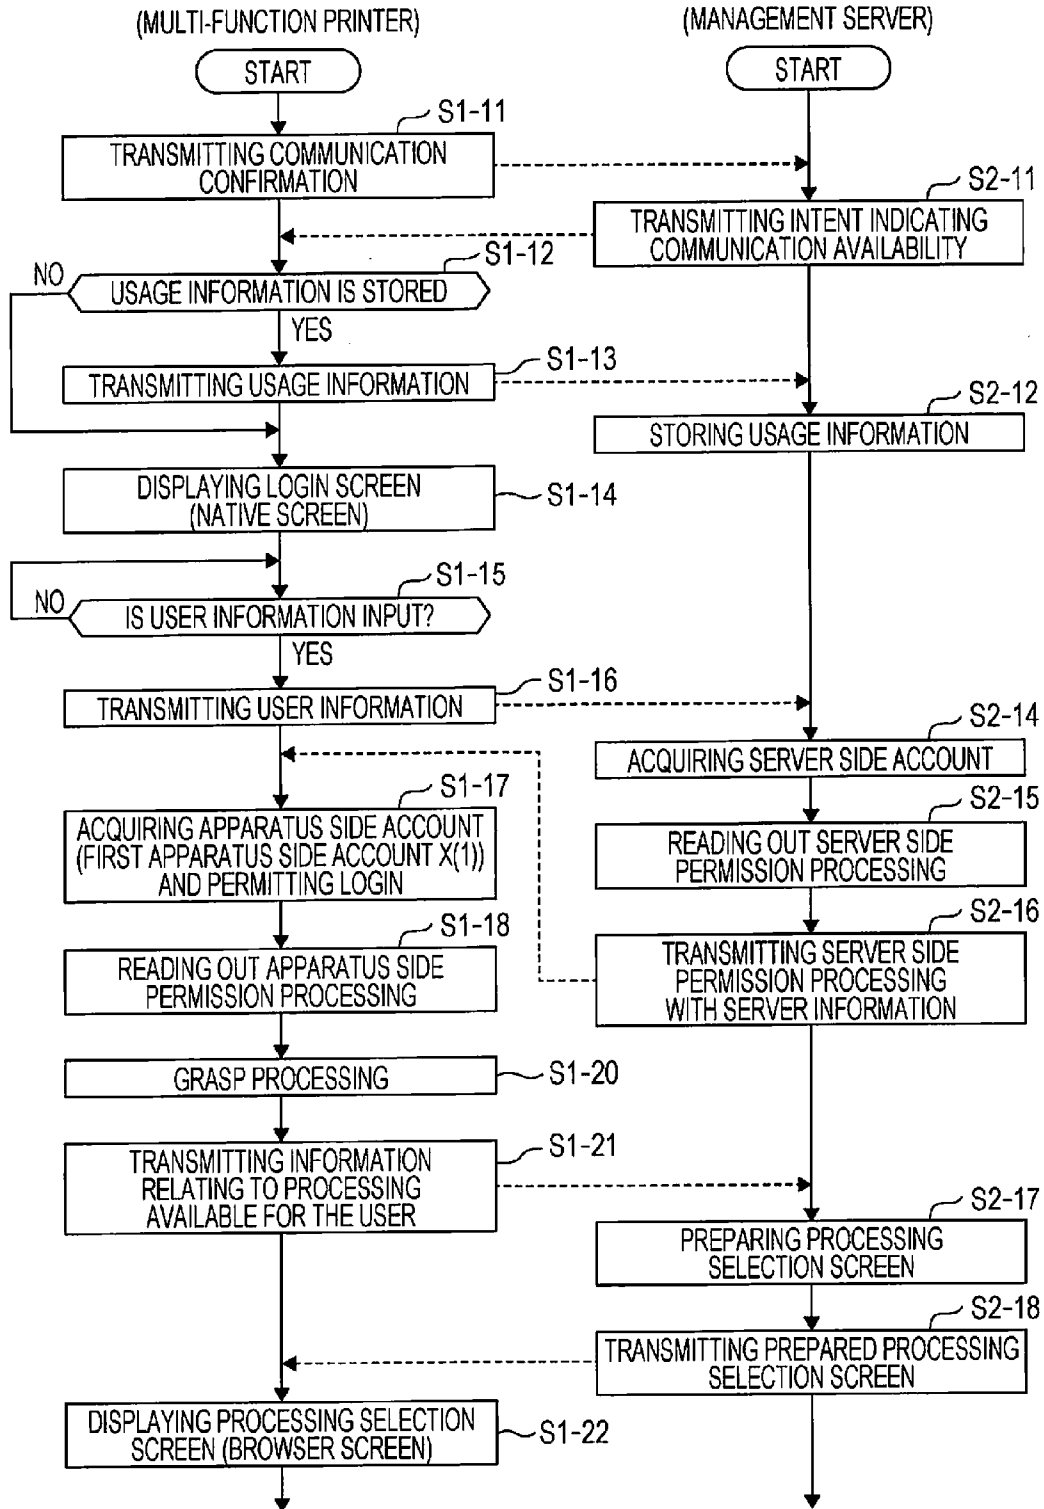 (MULTI-FUNCTION PRINTER)
(MANAGEMENT SERVER)
START
START
S1-11
TRANSMITTING COMMUNICATION
CONFIRMATION
S2-11
TRANSMITTING INTENT INDICATING
COMMUNICATION AVAILABILITY
S1-12
NO
USAGE INFORMATION IS STORED
YES
S1-13
TRANSMITTING USAGE INFORMATION
S2-12
STORING USAGE INFORMATION
DISPLAYING LOGIN SCREEN
(NATIVE SCREEN)
S1-14
S1-15
NO
IS USER INFORMATION INPUT?
YES
S1-16
TRANSMITTING USER INFORMATION
S2-14
ACQUIRING SERVER SIDE ACCOUNT
S1-17
ACQUIRING APPARATUS SIDE ACCOUNT
(FIRST APPARATUS SIDE ACCOUNT X(1))
AND PERMITTING LOGIN
S2-15
READING OUT SERVER SIDE
PERMISSION PROCESSING
S1-18
READING OUT APPARATUS SIDE
PERMISSION PROCESSING
S2-16
TRANSMITTING SERVER SIDE
PERMISSION PROCESSING
WITH SERVER INFORMATION
GRASP PROCESSING
S1-20
S1-21
TRANSMITTING INFORMATION
RELATING TO PROCESSING
AVAILABLE FOR THE USER
S2-17
PREPARING PROCESSING
SELECTION SCREEN
S2-18
TRANSMITTING PREPARED PROCESSING
SELECTION SCREEN
DISPLAYING PROCESSING SELECTION
SCREEN (BROWSER SCREEN)
S1-22